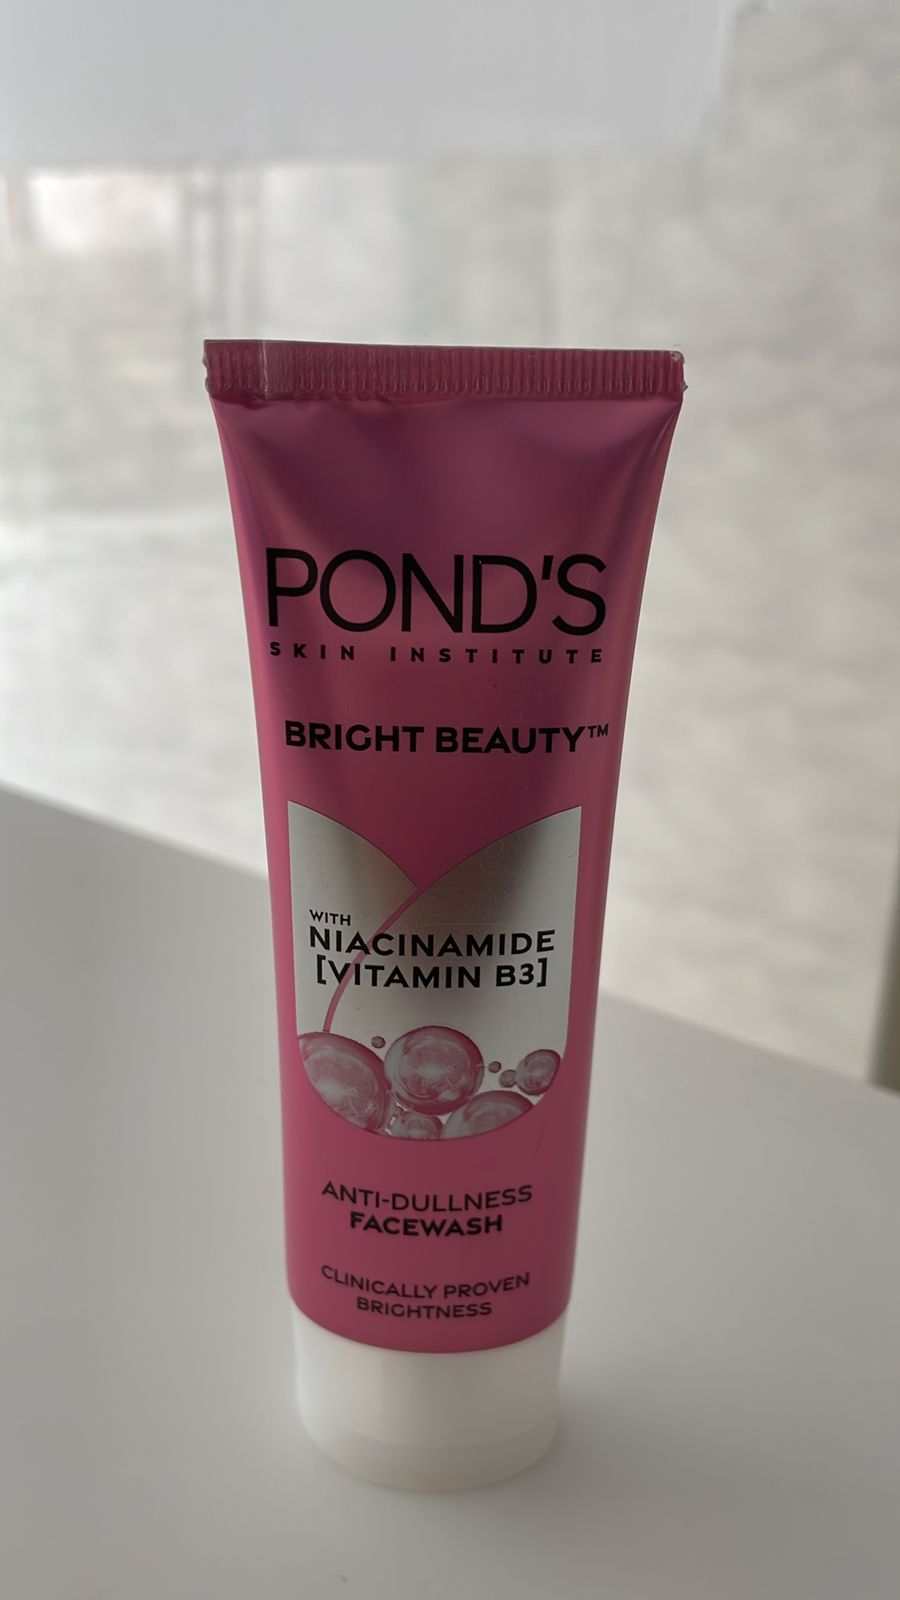 POND'S
SKIN INSTITUTE
BRIGHT BEAUTY™
WITH
NIACINAMIDE
[VITAMIN B3]
ANTI-DULLNESS
FACEWASH
CLINICALLY PROVEN
BRIGHTNESS